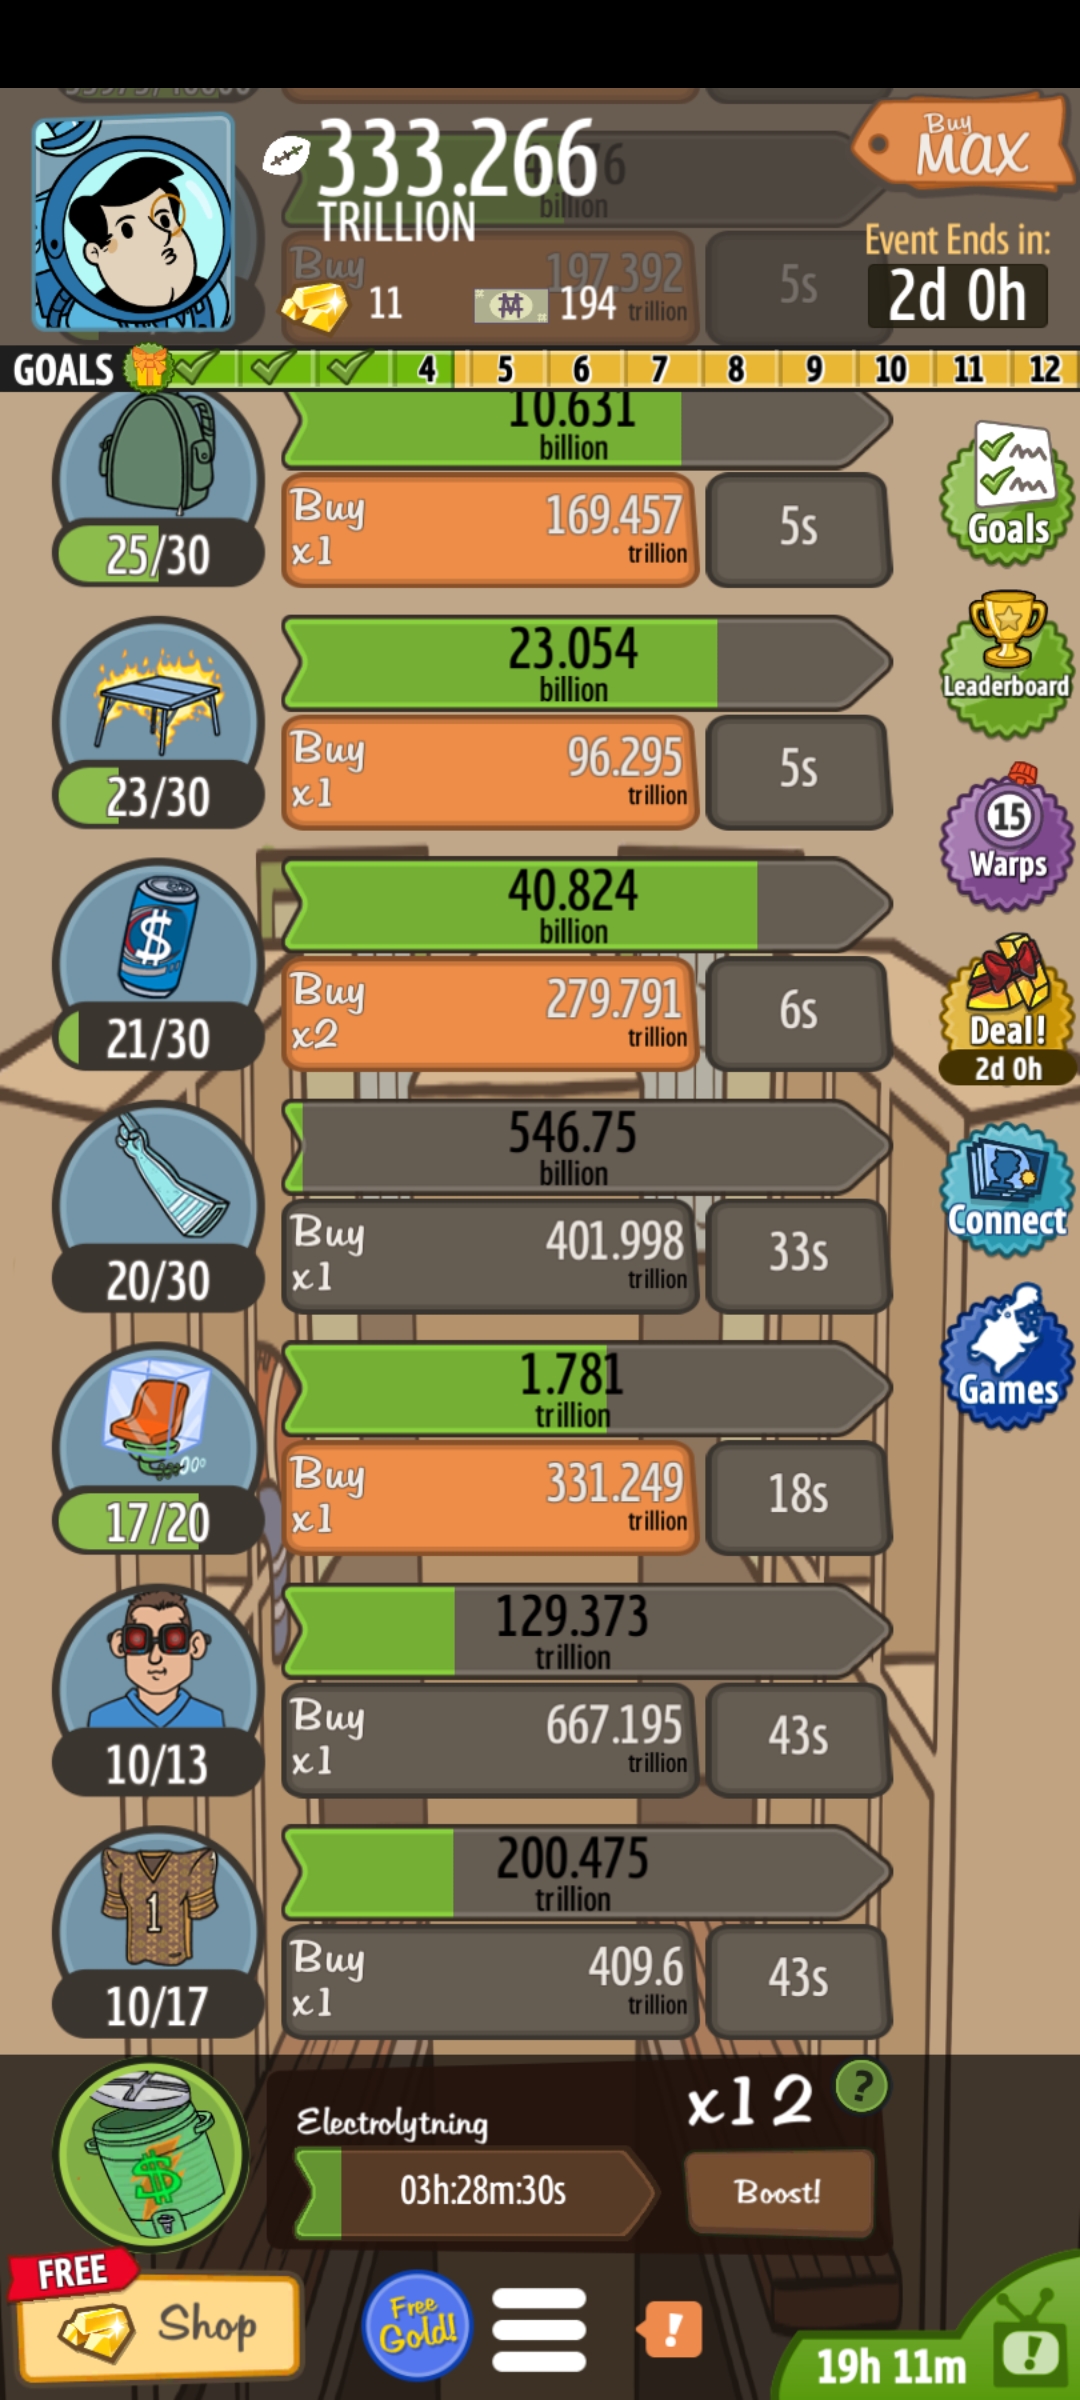 333.266
TRILLION
Buy
MAX
billion
Event Ends in:
2d 0h
Buy
197.392
trillion
5s
11
194
GOALS 4 5 6 7 8 9 10 11 12
10.631
billion
Buy
x1
169.457
trillion
5s
25/30
Goals
23.054
billion
Buy
x1
96.295
trillion
5s
23/30
Leaderboard
15
Warps
40.824
billion
Buy
x2
279.791
trillion
6s
$
21/30
Deal!
2d 0h
546.75
billion
Buy
x1
401.998
trillion
33s
20/30
Connect
1.781
trillion
Buy
x1
331.249
trillion
18s
17/20
Games
129.373
trillion
Buy
x1
667.195
trillion
43s
10/13
200.475
trillion
Buy
x1
409.6
trillion
43s
1
10/17
$
Electrolytning
03h:28m:30s
x12
?
Boost!
FREE
Shop
Free
Gold!
!
19h 11m
!